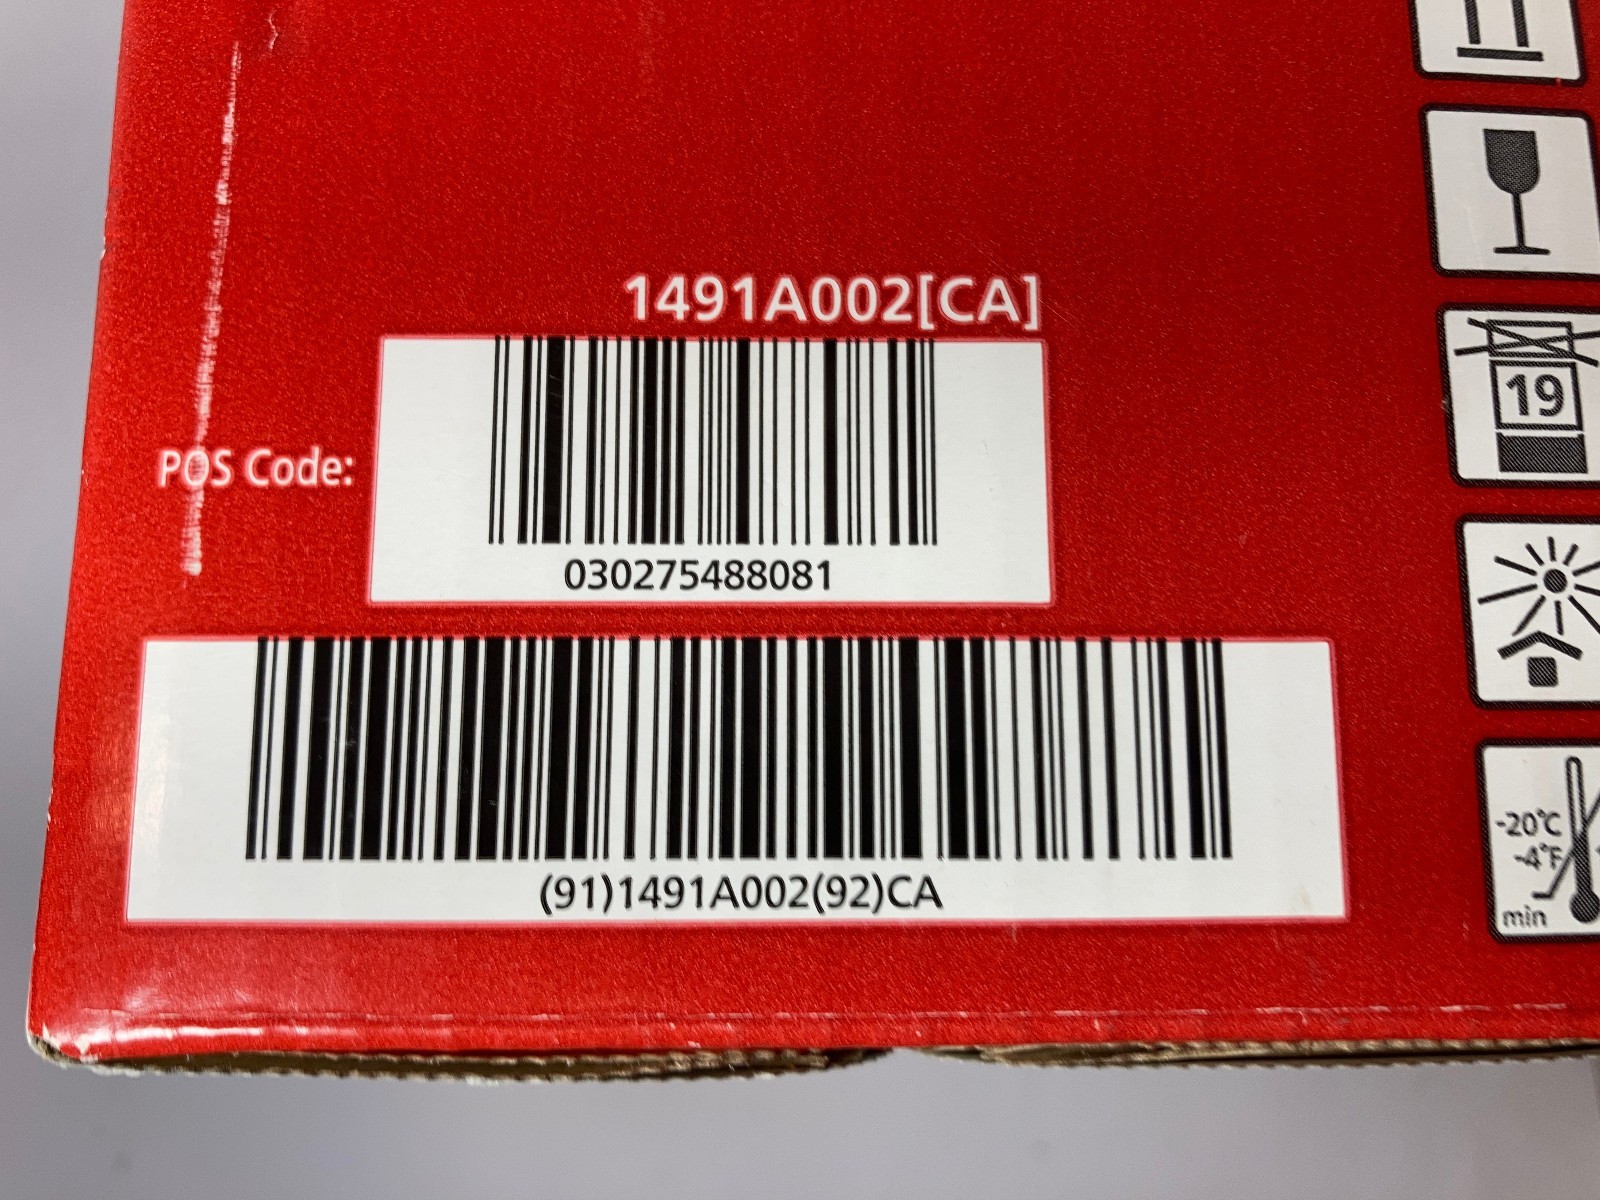 1491A002[CA]
POS Code:
030275488081
(91)1491A002(92)CA
19
-20°C
-4°F
min